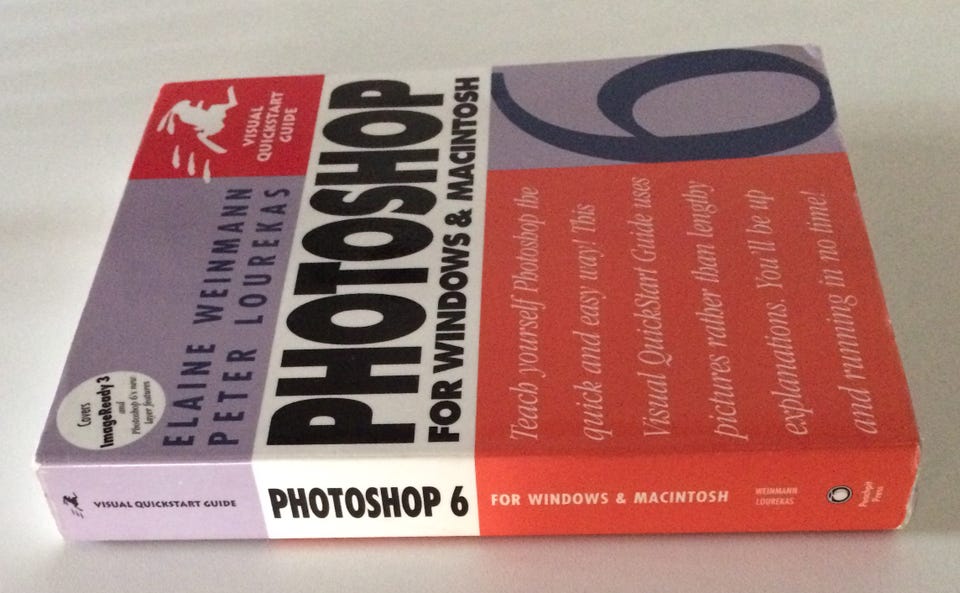 VISUAL
QUICKSTART
GUIDE
ELAINE WEINMANN
PETER LOUREKAS
Covers
ImageReady 3
and
Photoshop 6's new
layer features
PHOTOSHOP
FOR WINDOWS & MACINTOSH
6
Teach yourself Photoshop the
quick and easy way! This
Visual QuickStart Guide uses
pictures rather than lengthy
explanations. You'll be up
and running in no time!
VISUAL QUICKSTART GUIDE
PHOTOSHOP 6
FOR WINDOWS & MACINTOSH
WEINMANN
LOUREKAS
Peachpit
Press